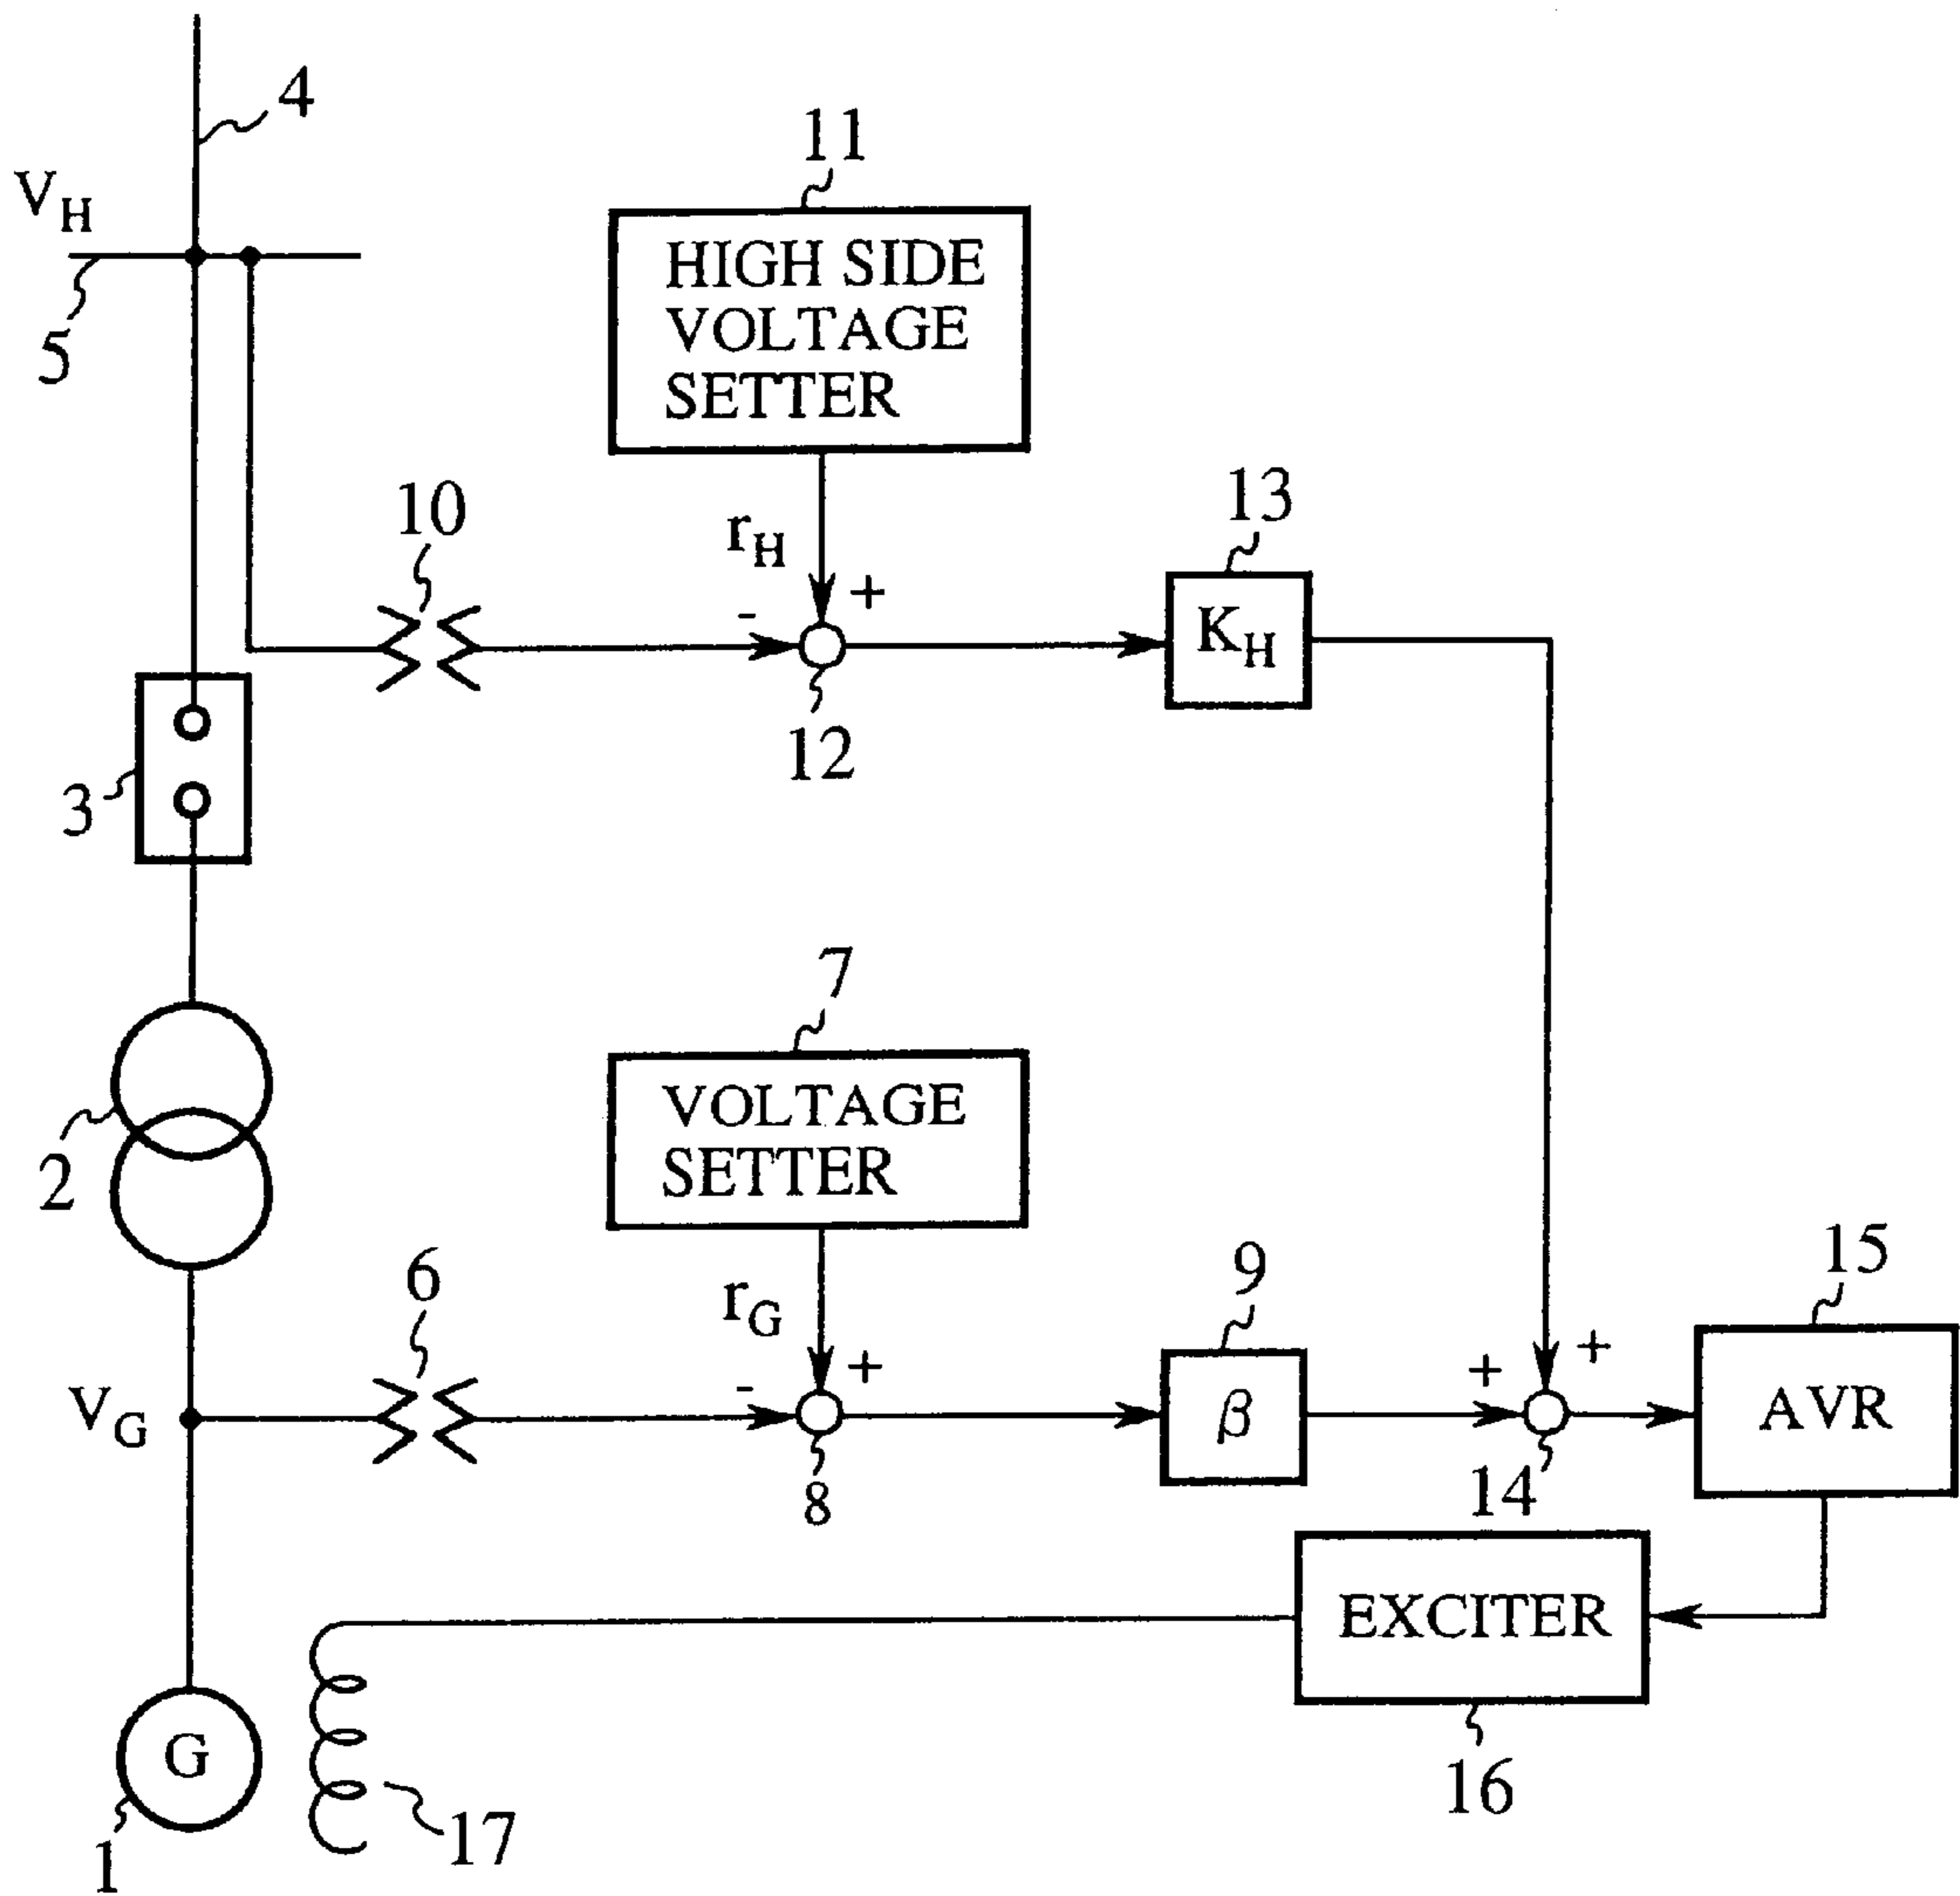 4
11
V_H
HIGH SIDE
VOLTAGE
SETTER
5
10
r_H
13
+
-
K_H
12
3
7
VOLTAGE
SETTER
2
6
r_G
9
15
+
+
+
-
β
AVR
V_G
8
14
EXCITER
G
16
1
17